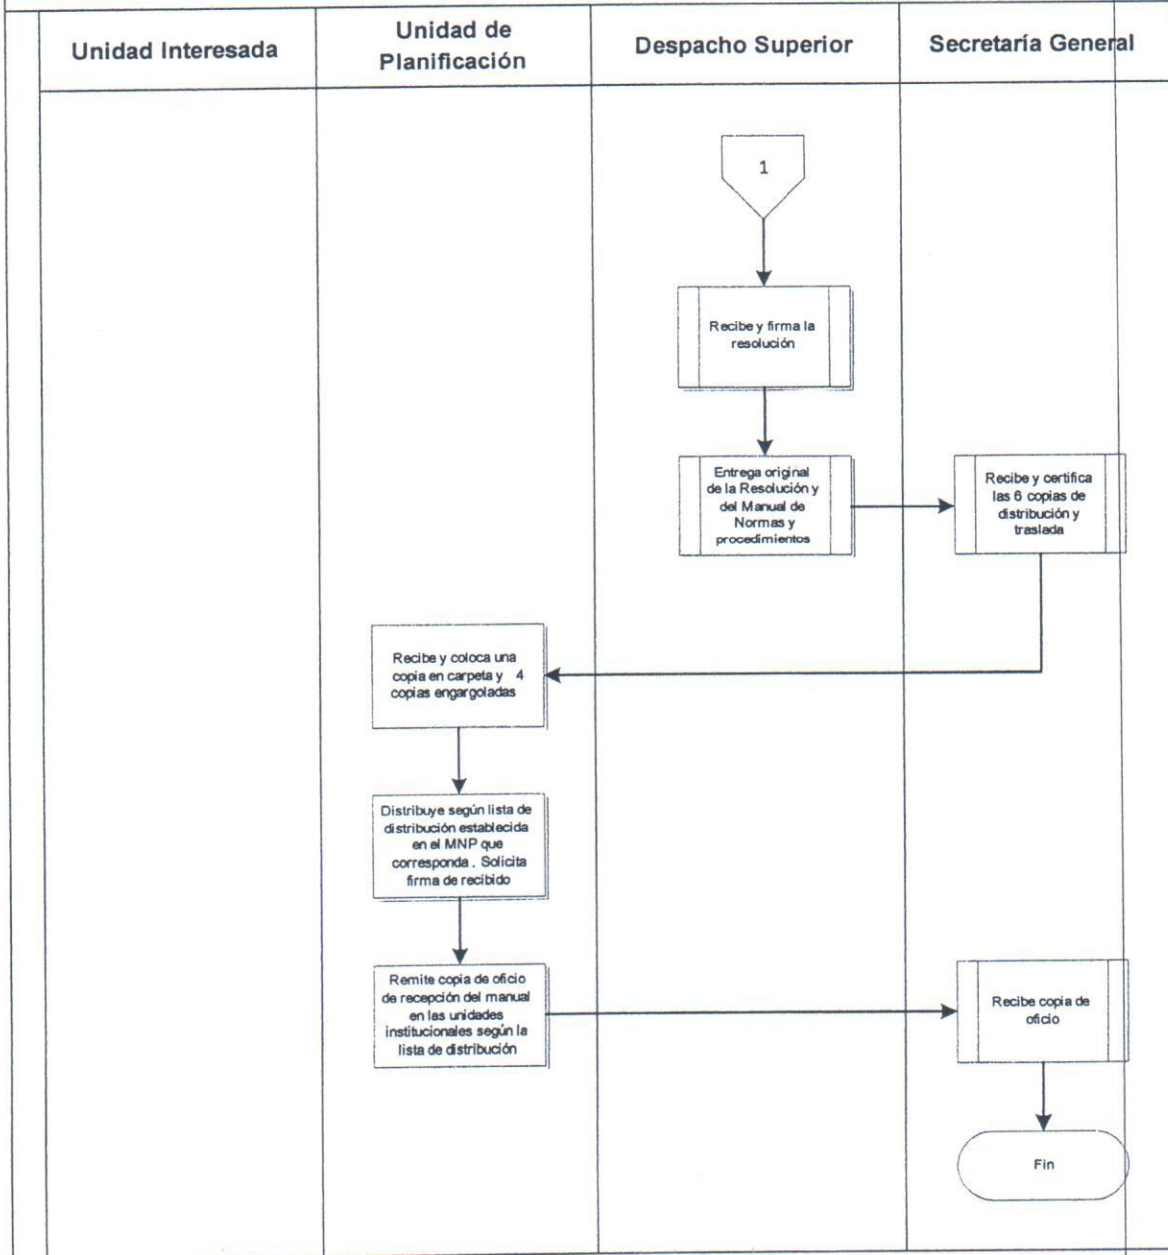 Unidad Interesada
Unidad de
Planificación
Despacho Superior
Secretaría General
1
Recibe y firma la
resolución
Entrega original
de la Resolución y
del Manual de
Normas y
procedimientos
Recibe y certifica
las 6 copias de
distribución y
traslada
Recibe y coloca una
copia en carpeta y 4
copias engargoladas
Distribuye según lista de
distribución establecida
en el MNP que
corresponda . Solicita
firma de recibido
Remite copia de oficio
de recepción del manual
en las unidades
institucionales según la
lista de distribución
Recibe copia de
oficio
Fin